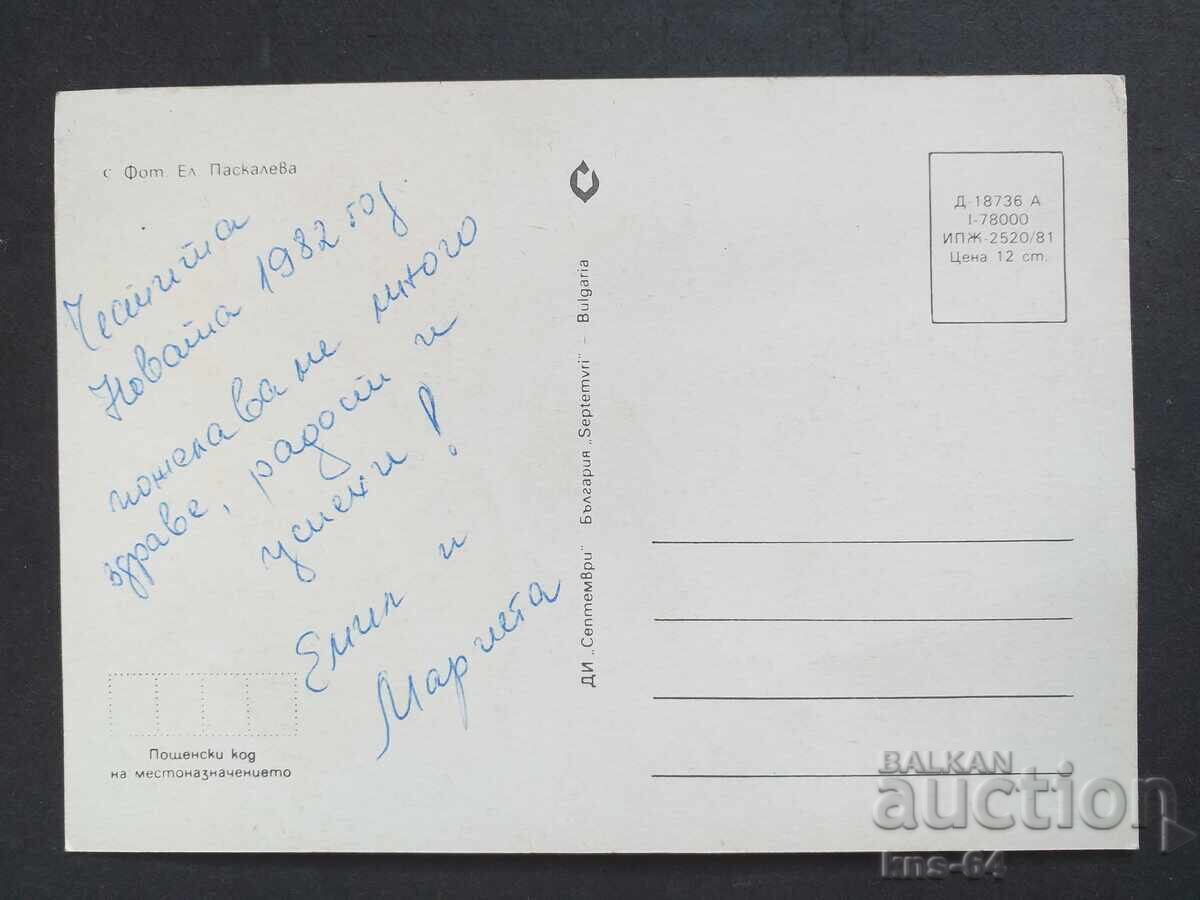 с Фот. Ел. Паскалева
Честита
Новата 1982 год
пожелаваме много
здраве, радост и
успехи!
Емил и
Мариета
Пощенски код
на местоназначението
ДИ „Септември" България „Septemvri" - Bulgaria
Д-18736 А
I-78000
ИПЖ-2520/81
Цена 12 ст.
BALKAN
auction
kns-64